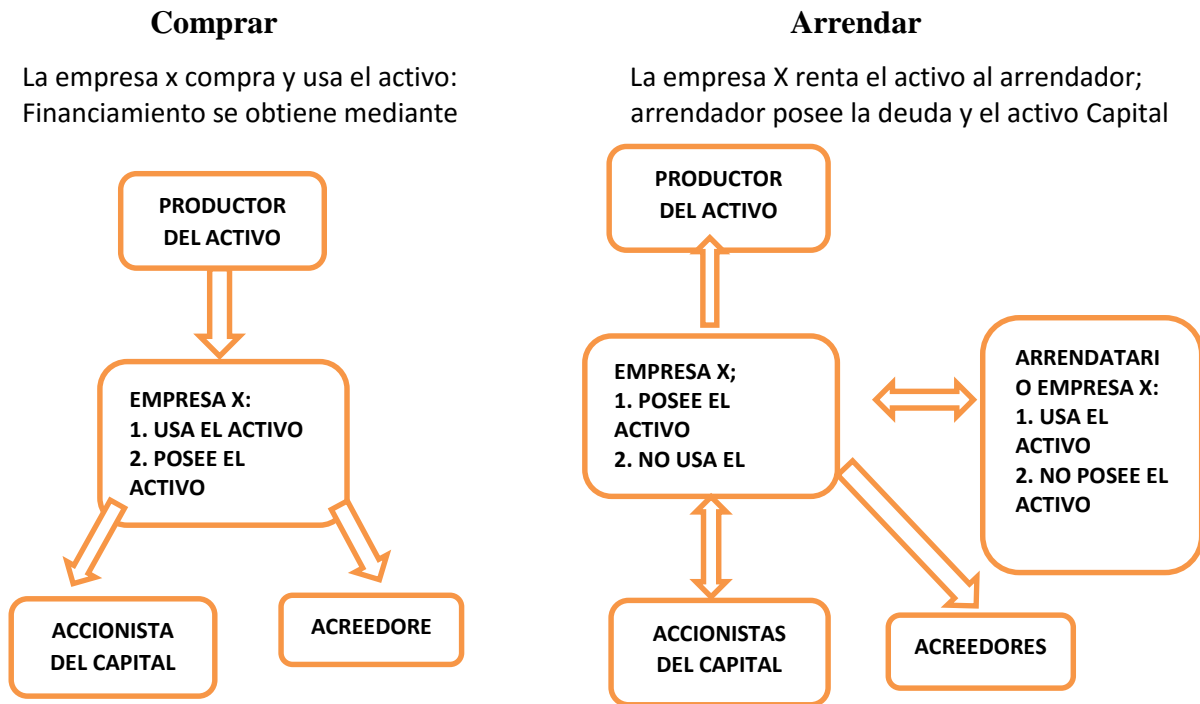 Comprar
La empresa x compra y usa el activo:
Financiamiento se obtiene mediante
PRODUCTOR
DEL ACTIVO
EMPRESA X:
1. USA EL ACTIVO
2. POSEE EL
ACTIVO
ACCIONISTA
DEL CAPITAL
ACREEDORE
Arrendar
La empresa X renta el activo al arrendador;
arrendador posee la deuda y el activo Capital
PRODUCTOR
DEL ACTIVO
EMPRESA X;
1. POSEE EL
ACTIVO
2. NO USA EL
ARRENDATARI
O EMPRESA X:
1. USA EL
ACTIVO
2. NO POSEE EL
ACTIVO
ACCIONISTAS
DEL CAPITAL
ACREEDORES